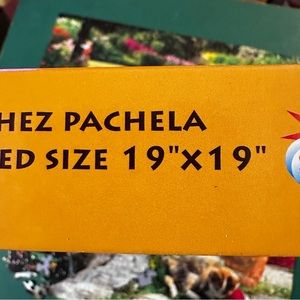 HEZ PACHELA
ED SIZE 19"x19"